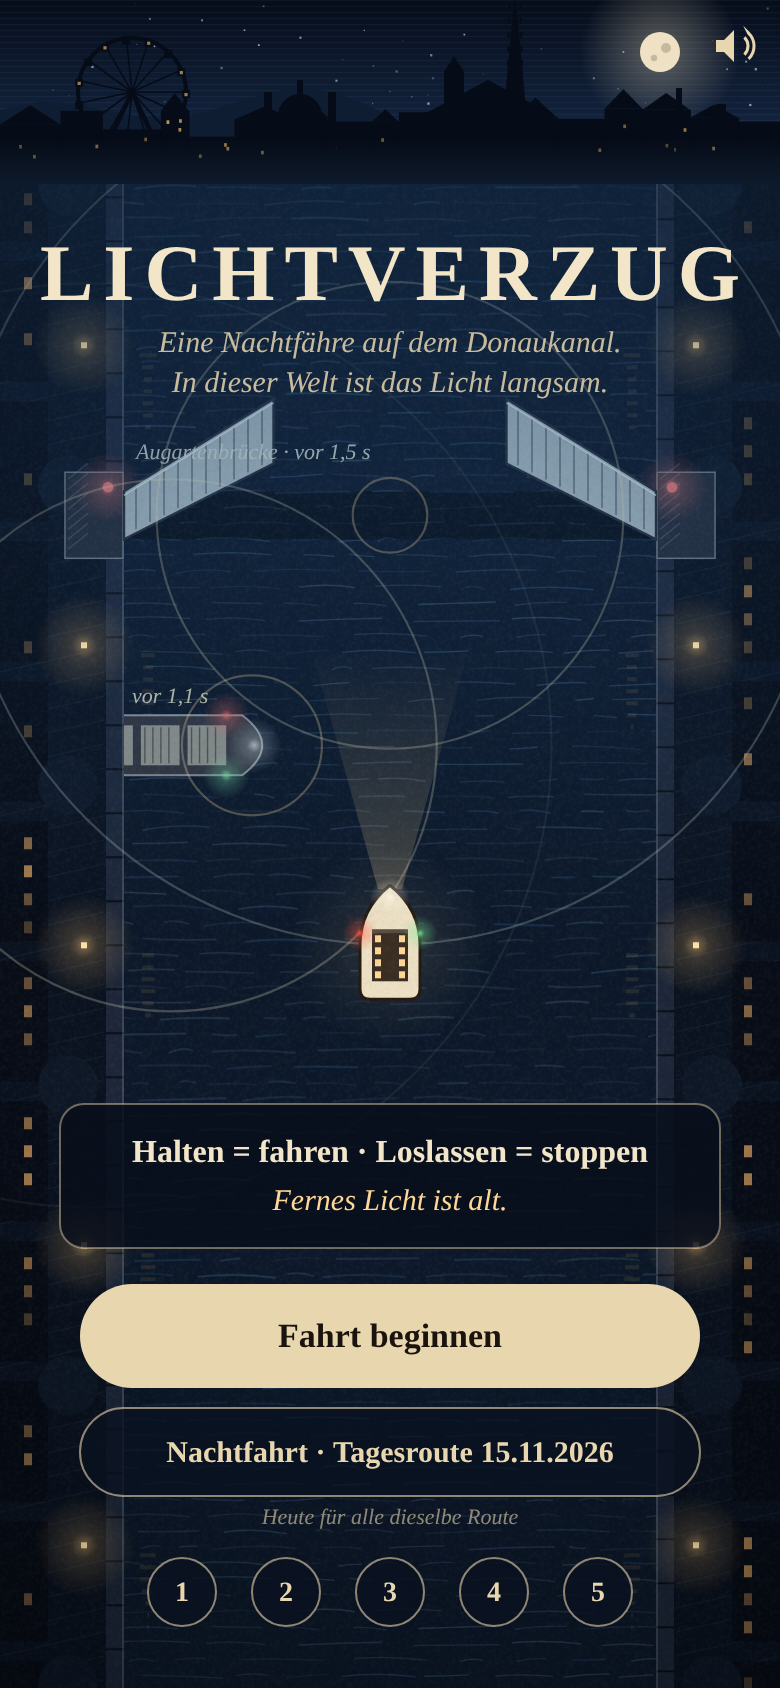 LICHTVERZUG
Eine Nachtfähre auf dem Donaukanal.
In dieser Welt ist das Licht langsam.
Augartenbrücke · vor 1,5 s
vor 1,1 s
Halten = fahren · Loslassen = stoppen
Fernes Licht ist alt.
Fahrt beginnen
Nachtfahrt · Tagesroute 15.11.2026
Heute für alle dieselbe Route
1 2 3 4 5